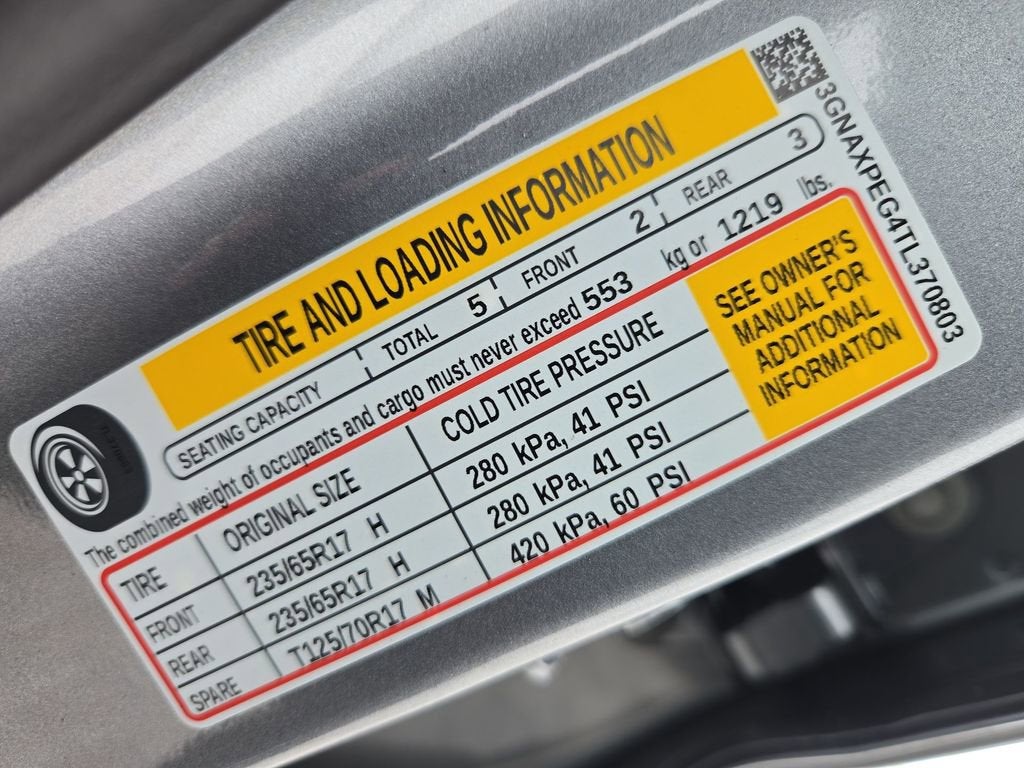 TIRE AND LOADING INFORMATION
SEATING CAPACITY TOTAL 5 FRONT 2 REAR 3
The combined weight of occupants and cargo must never exceed 553 kg or 1219 lbs.
TIRE ORIGINAL SIZE COLD TIRE PRESSURE
FRONT 235/65R17 H 280 kPa, 41 PSI
REAR 235/65R17 H 280 kPa, 41 PSI
SPARE T125/70R17 M 420 kPa, 60 PSI
SEE OWNER'S
MANUAL FOR
ADDITIONAL
INFORMATION
3GNAXPEG4TL370803